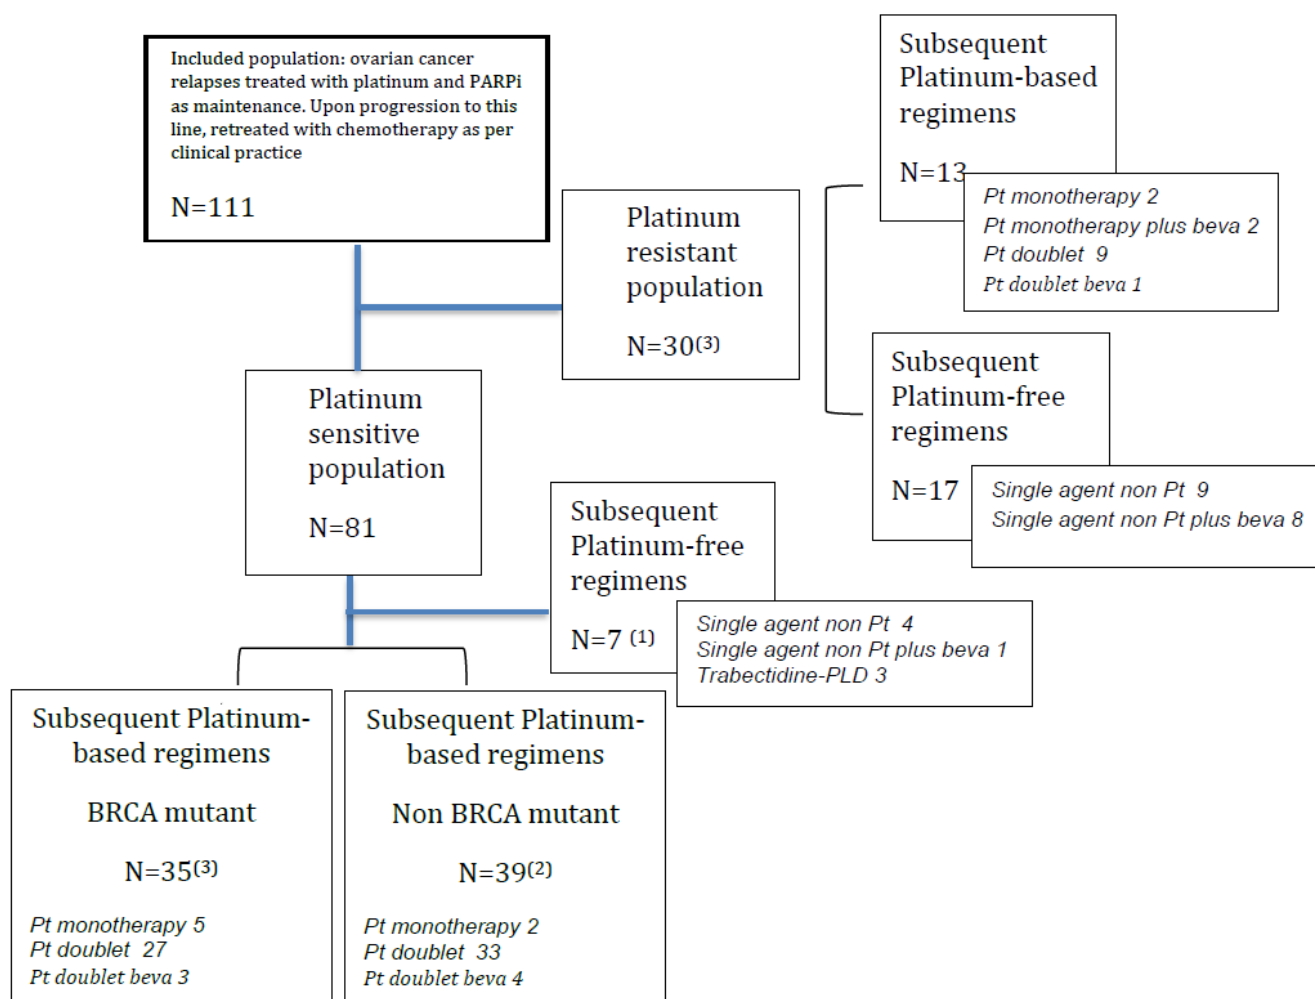 Included population: ovarian cancer
relapses treated with platinum and PARPi
as maintenance. Upon progression to this
line, retreated with chemotherapy as per
clinical practice
N=111
Platinum
resistant
population
N=30(3)
Subsequent
Platinum-based
regimens
N=13
Pt monotherapy 2
Pt monotherapy plus beva 2
Pt doublet 9
Pt doublet beva 1
Subsequent
Platinum-free
regimens
N=17
Single agent non Pt 9
Single agent non Pt plus beva 8
Platinum
sensitive
population
N=81
Subsequent
Platinum-free
regimens
N=7 (1)
Single agent non Pt 4
Single agent non Pt plus beva 1
Trabectidine-PLD 3
Subsequent Platinum-
based regimens
BRCA mutant
N=35(3)
Pt monotherapy 5
Pt doublet 27
Pt doublet beva 3
Subsequent Platinum-
based regimens
Non BRCA mutant
N=39(2)
Pt monotherapy 2
Pt doublet 33
Pt doublet beva 4